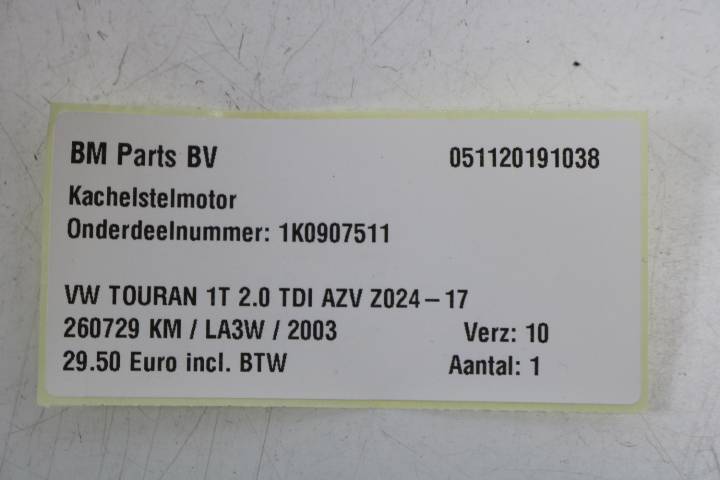 BM Parts BV 051120191038
Kachelstelmotor
Onderdeelnummer: 1K0907511
VW TOURAN 1T 2.0 TDI AZV Z024-17
260729 KM / LA3W / 2003 Verz: 10
29.50 Euro incl. BTW Aantal: 1